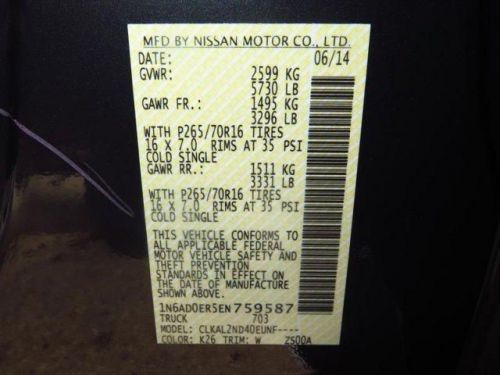 MFD BY NISSAN MOTOR CO., LTD.
DATE: 06/14
GVWR: 2599 KG
5730 LB
GAWR FR.: 1495 KG
3296 LB
WITH P265/70R16 TIRES
16 X 7.0 RIMS AT 35 PSI
COLD SINGLE
GAWR RR.: 1511 KG
3331 LB
WITH P265/70R16 TIRES
16 X 7.0 RIMS AT 35 PSI
COLD SINGLE
THIS VEHICLE CONFORMS TO
ALL APPLICABLE FEDERAL
MOTOR VEHICLE SAFETY AND
THEFT PREVENTION
STANDARDS IN EFFECT ON
THE DATE OF MANUFACTURE
SHOWN ABOVE.
1N6AD0ER5EN759587
TRUCK 703
MODEL: CLKAL2ND40EUNF----
COLOR: K26 TRIM: W 2500A